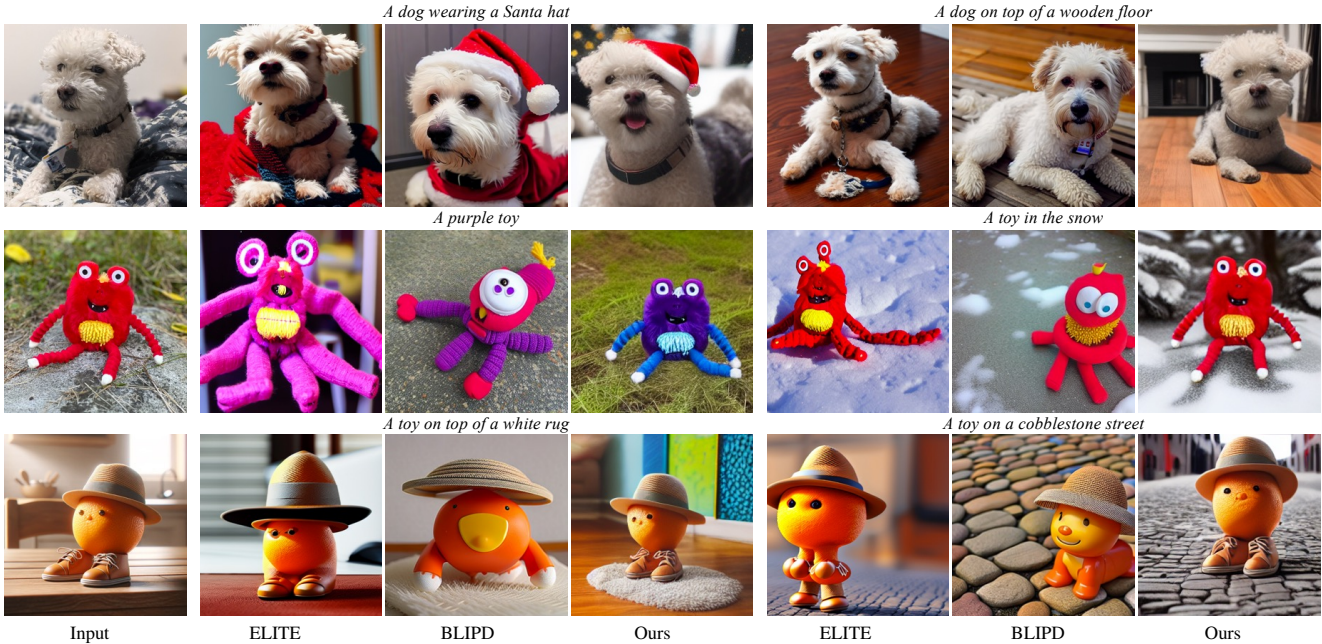 A dog wearing a Santa hat
A dog on top of a wooden floor
A purple toy
A toy in the snow
A toy on top of a white rug
A toy on a cobblestone street
Input
ELITE
BLIPD
Ours
ELITE
BLIPD
Ours